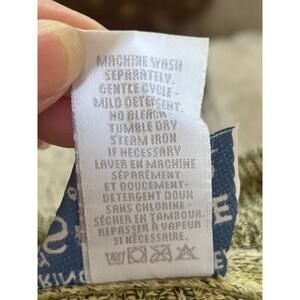 MACHINE WASH
SEPARATELY.
GENTLE CYCLE -
MILD DETERGENT.
NO BLEACH -
TUMBLE DRY
STEAM IRON
IF NECESSARY
LAVER EN MACHINE
SÉPARÉMENT
ET DOUCEMENT-
DETERGENT DOUX
SANS CHLORINE -
SÉCHER EN TAMBOUR.
REPASSER À VAPEUR
SI NÉCESSAIRE.